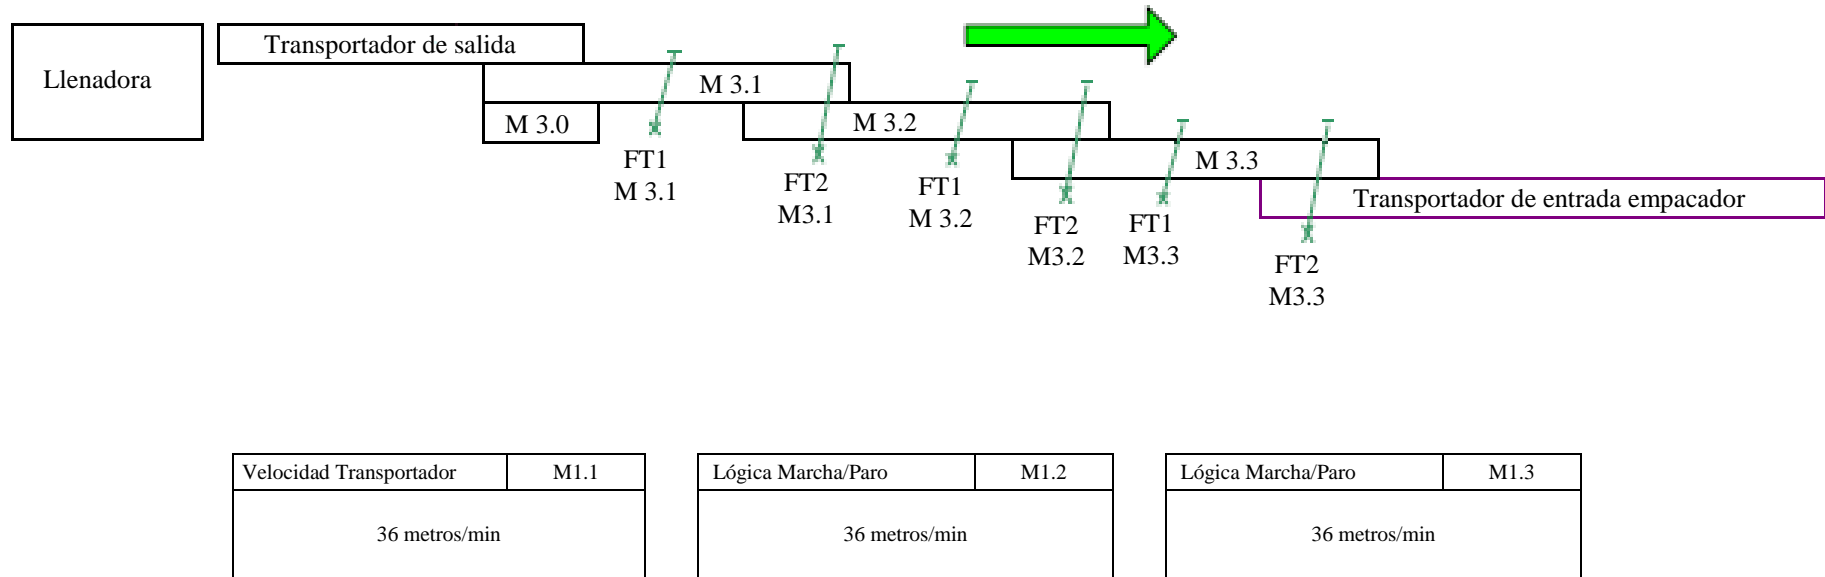 Transportador de salida
Llenadora
M 3.1
M 3.0
M 3.2
FT1
M 3.1
FT2
M3.1
FT1
M 3.2
M 3.3
FT2
M3.2
FT1
M3.3
Transportador de entrada empacador
FT2
M3.3
Velocidad Transportador M1.1
36 metros/min
Lógica Marcha/Paro M1.2
36 metros/min
Lógica Marcha/Paro M1.3
36 metros/min